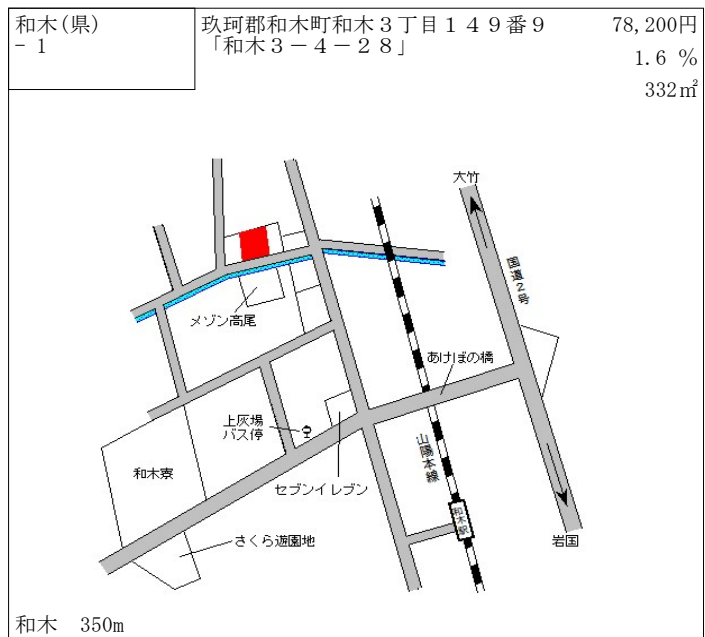 和木(県)
- 1
玖珂郡和木町和木３丁目１４９番９
「和木３－４－２８」
78,200円
1.6 %
332㎡
大竹
国道２号
メゾン高尾
あけぼの橋
上灰場
バス停
山陽本線
和木寮
セブンイレブン
和木駅
さくら遊園地
岩国
和木　350m